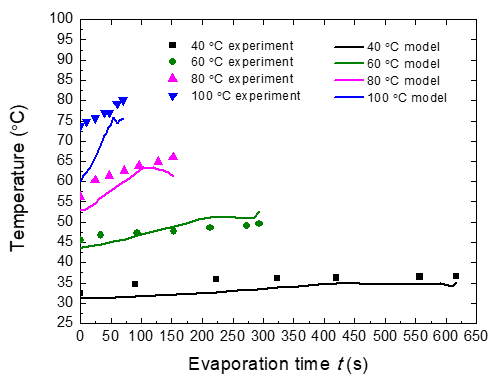 100
95
90
85
80
75
70
65
60
55
50
45
40
35
30
25
Temperature (°C)
40 °C experiment
60 °C experiment
80 °C experiment
100 °C experiment
40 °C model
60 °C model
80 °C model
100 °C model
0 50 100 150 200 250 300 350 400 450 500 550 600 650
Evaporation time t (s)